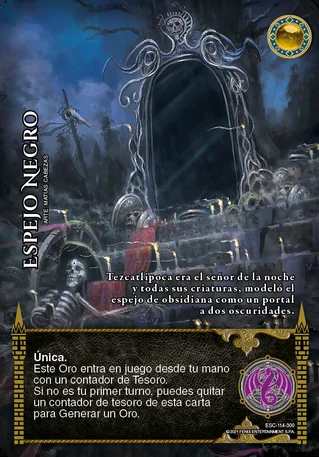 ESPEJO NEGRO
ARTE: MATÍAS CABEZAS
Tezcatlipoca era el señor de la noche
y todas sus criaturas, modeló el
espejo de obsidiana como un portal
a dos oscuridades.
Única.
Este Oro entra en juego desde tu mano
con un contador de Tesoro.
Si no es tu primer turno, puedes quitar
un contador de tesoro de esta carta
para Generar un Oro.
ESC-114-306
©2021 FENIX ENTERTAINMENT S.P.A.